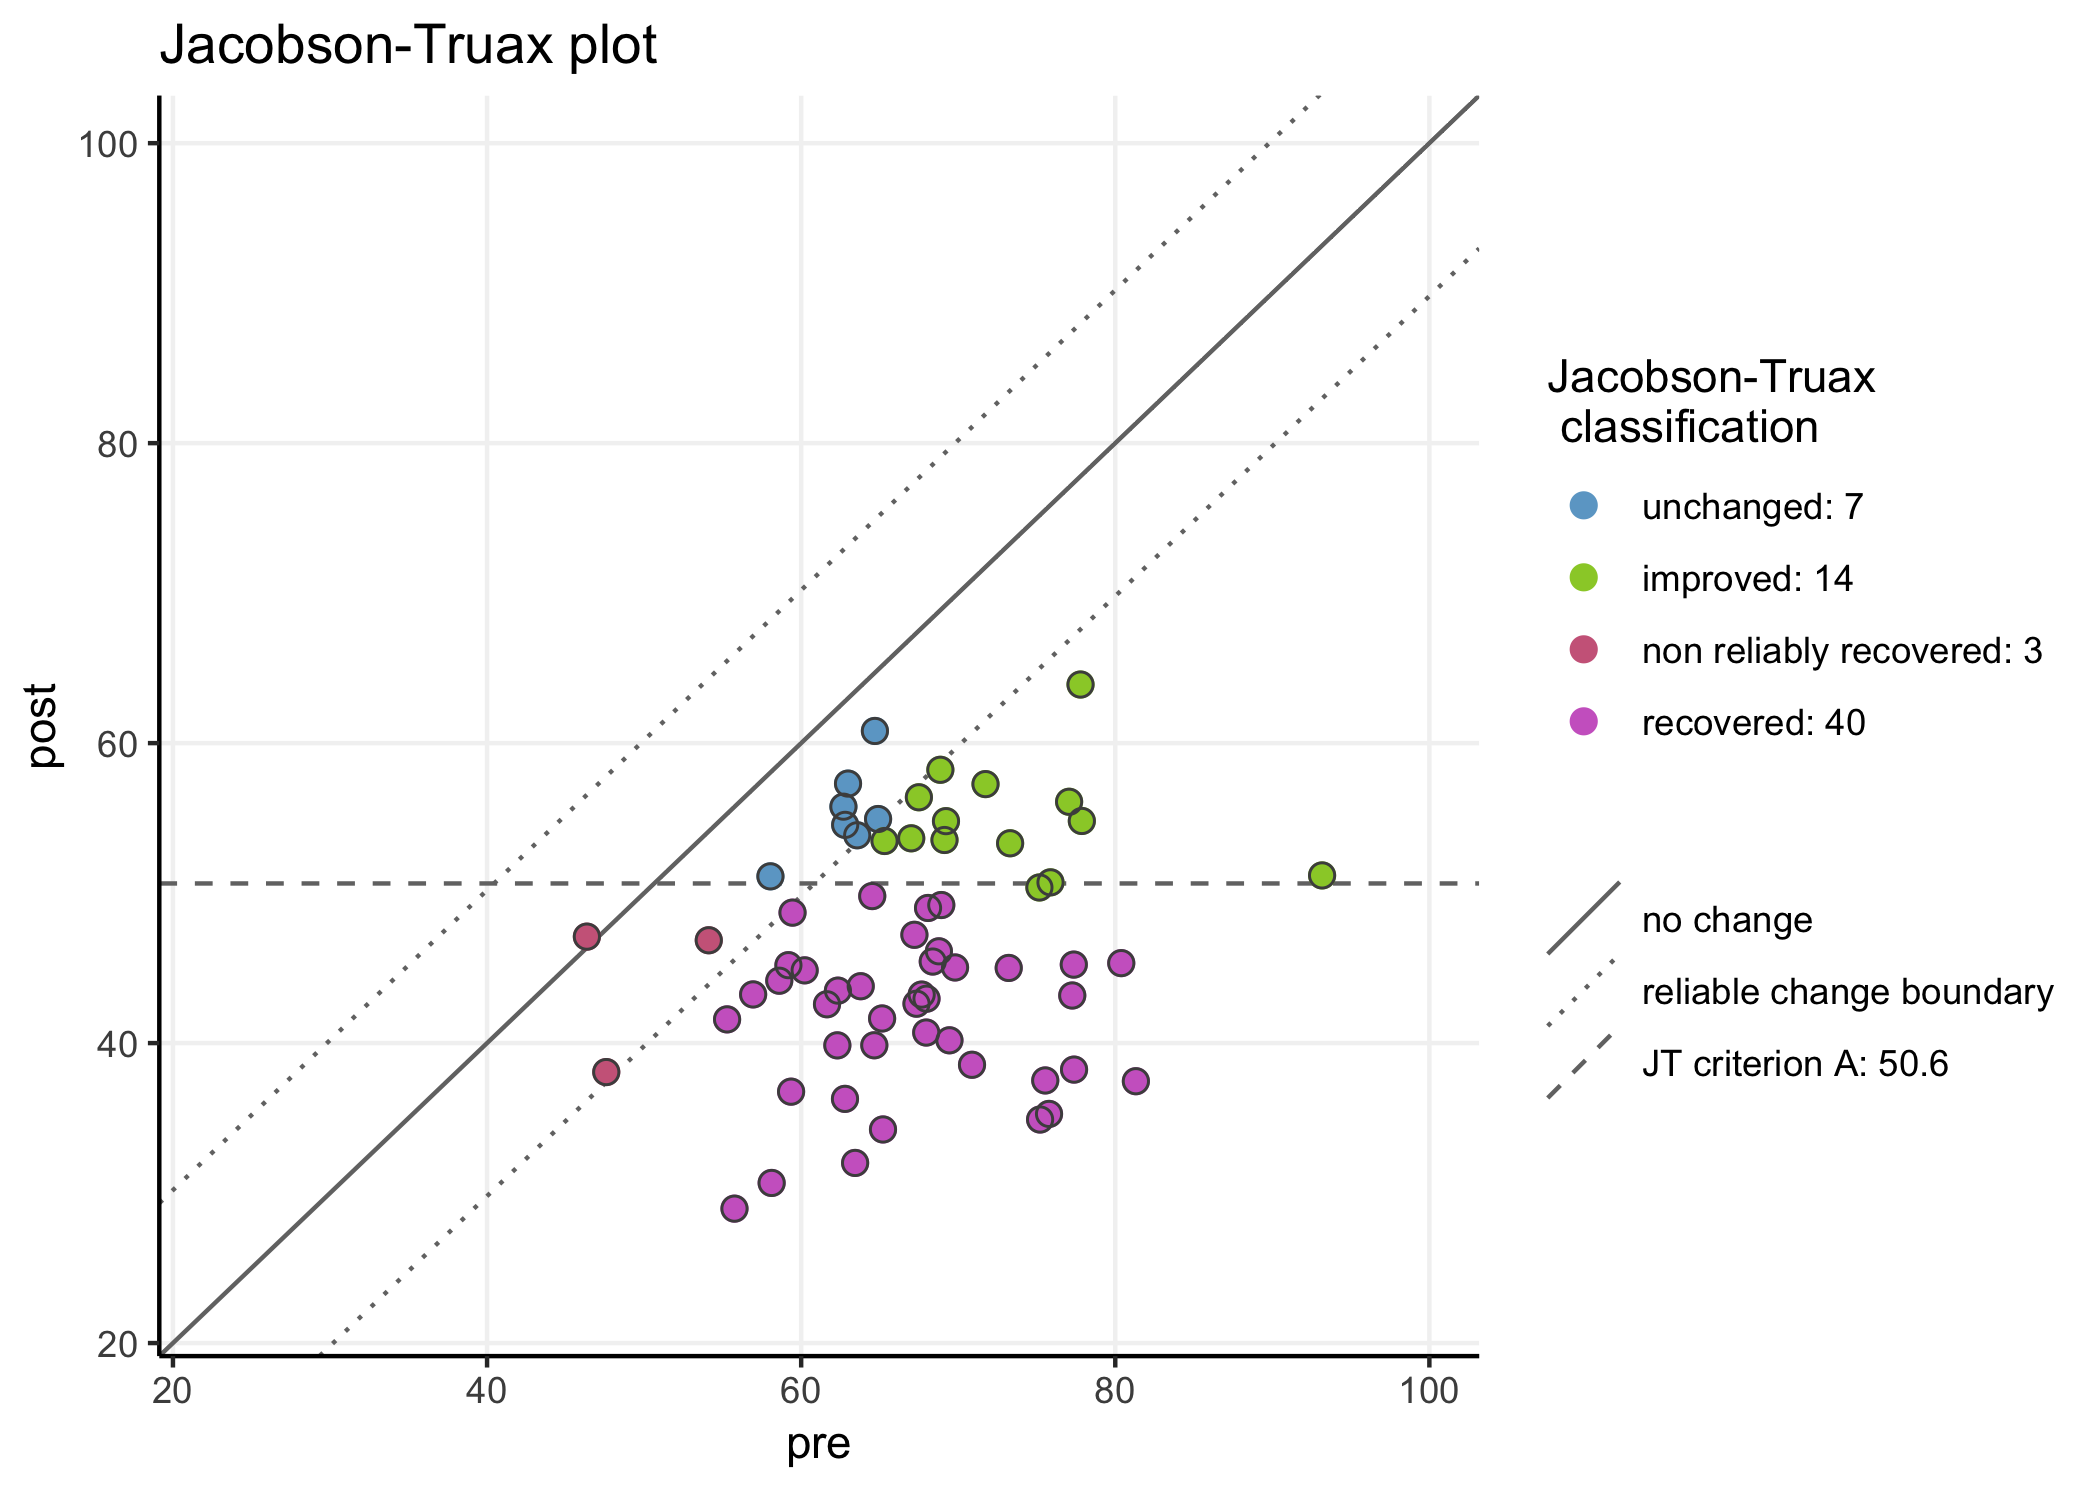 Jacobson-Truax plot
100
80
60
40
20
post
20 40 60 80 100
pre
Jacobson-Truax
classification
unchanged: 7
improved: 14
non reliably recovered: 3
recovered: 40
no change
reliable change boundary
JT criterion A: 50.6